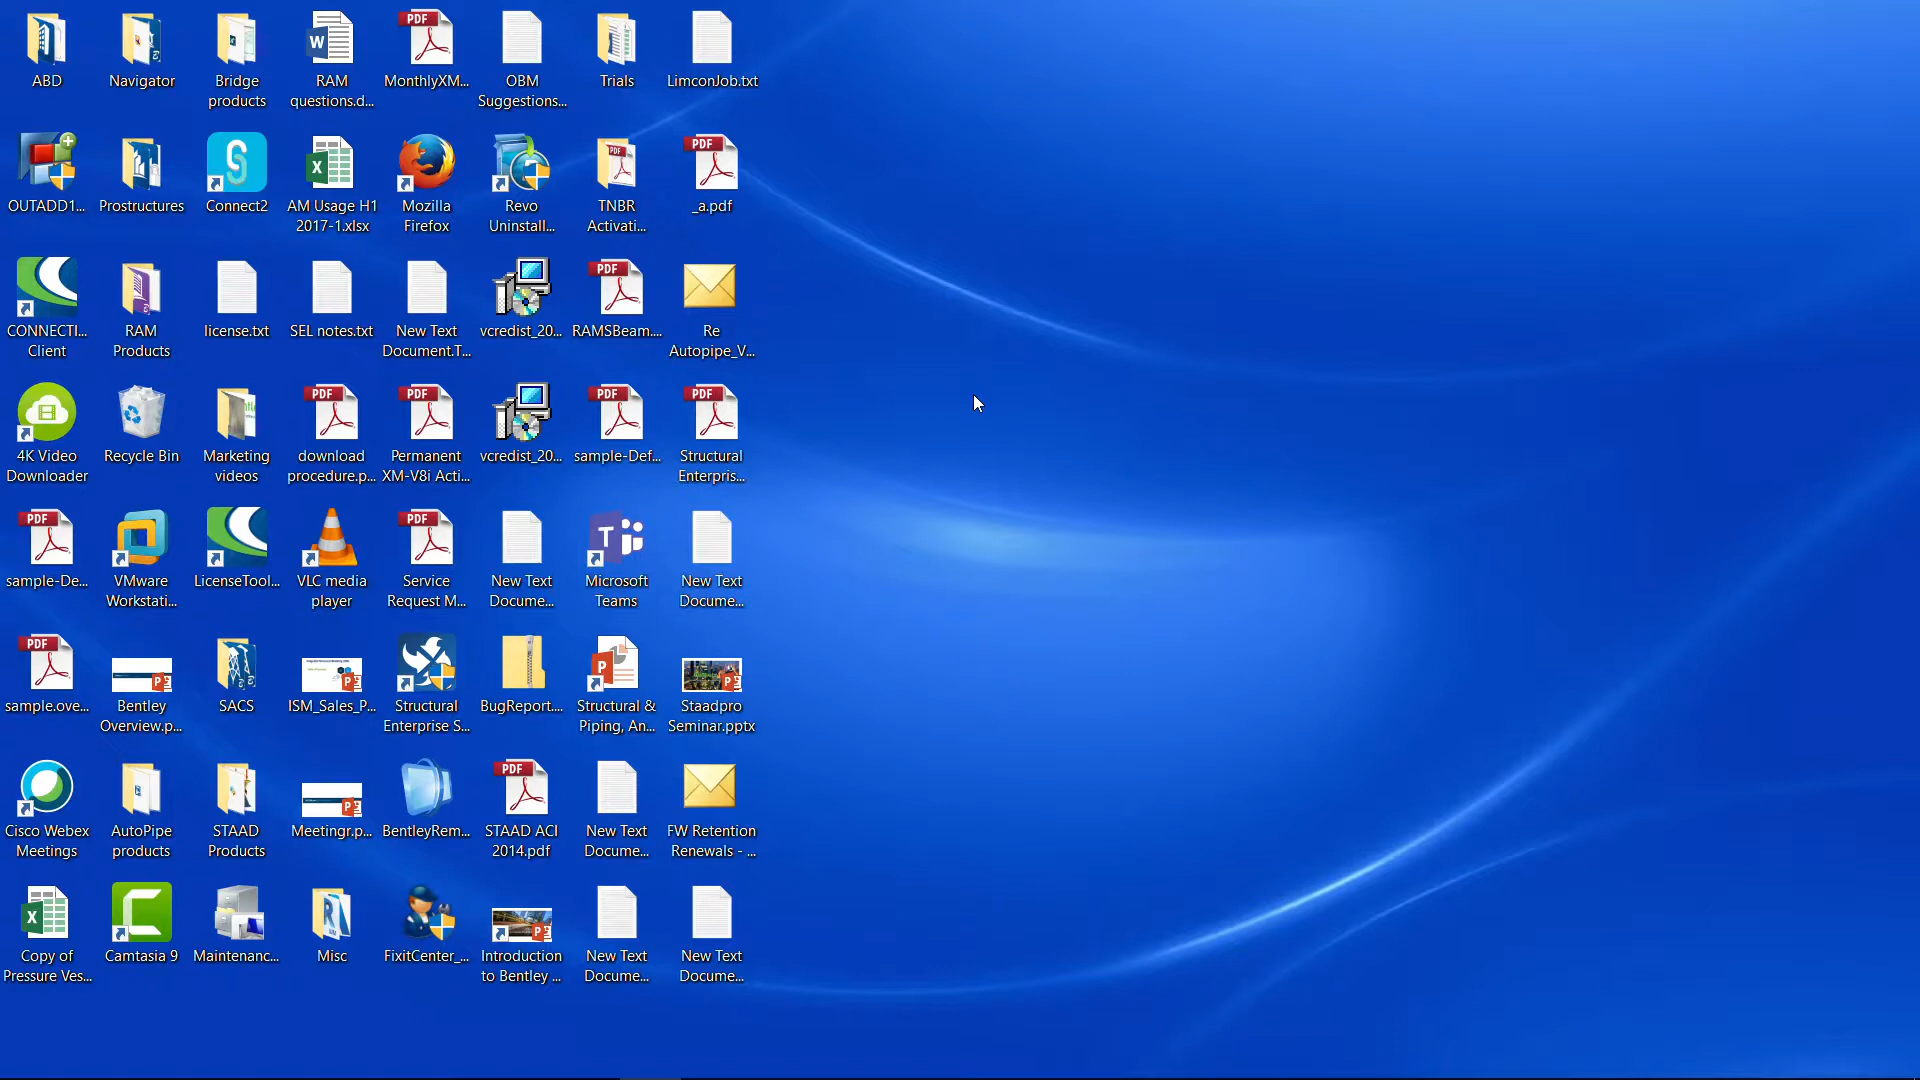 ABD
Navigator
Bridge
products
RAM
questions.d...
MonthlyXM...
OBM
Suggestions...
Trials
LimconJob.txt
OUTADD1...
Prostructures
Connect2
AM Usage H1
2017-1.xlsx
Mozilla
Firefox
Revo
Uninstall...
TNBR
Activati...
_a.pdf
CONNECTI...
Client
RAM
Products
license.txt
SEL notes.txt
New Text
Document.T...
vcredist_20...
RAMSBeam....
Re
Autopipe_V...
4K Video
Downloader
Recycle Bin
Marketing
videos
download
procedure.p...
Permanent
XM-V8i Acti...
vcredist_20...
sample-Def...
Structural
Enterpris...
sample-De...
VMware
Workstati...
LicenseTool...
VLC media
player
Service
Request M...
New Text
Docume...
Microsoft
Teams
New Text
Docume...
sample.ove...
Bentley
Overview.p...
SACS
ISM_Sales_P...
Structural
Enterprise S...
BugReport....
Structural &
Piping, An...
Staadpro
Seminar.pptx
Cisco Webex
Meetings
AutoPipe
products
STAAD
Products
Meetingr.p...
BentleyRem...
STAAD ACI
2014.pdf
New Text
Docume...
FW Retention
Renewals - ...
Copy of
Pressure Ves...
Camtasia 9
Maintenanc...
Misc
FixitCenter_...
Introduction
to Bentley ...
New Text
Docume...
New Text
Docume...